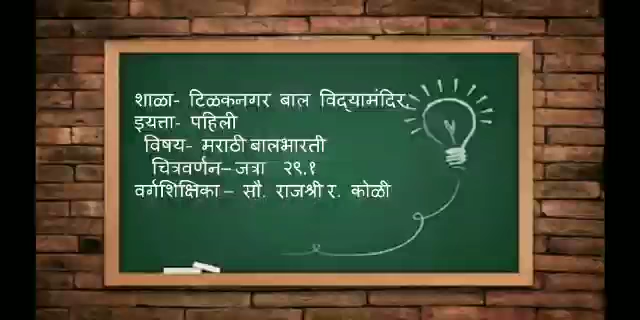 शाळा- टिळकनगर बाल विद्यामंदिर,
इयत्ता- पहिली
विषय- मराठी बालभारती
चित्रवर्णन– जत्रा २९.१
वर्गशिक्षिका – सौ. राजश्री र. कोळी